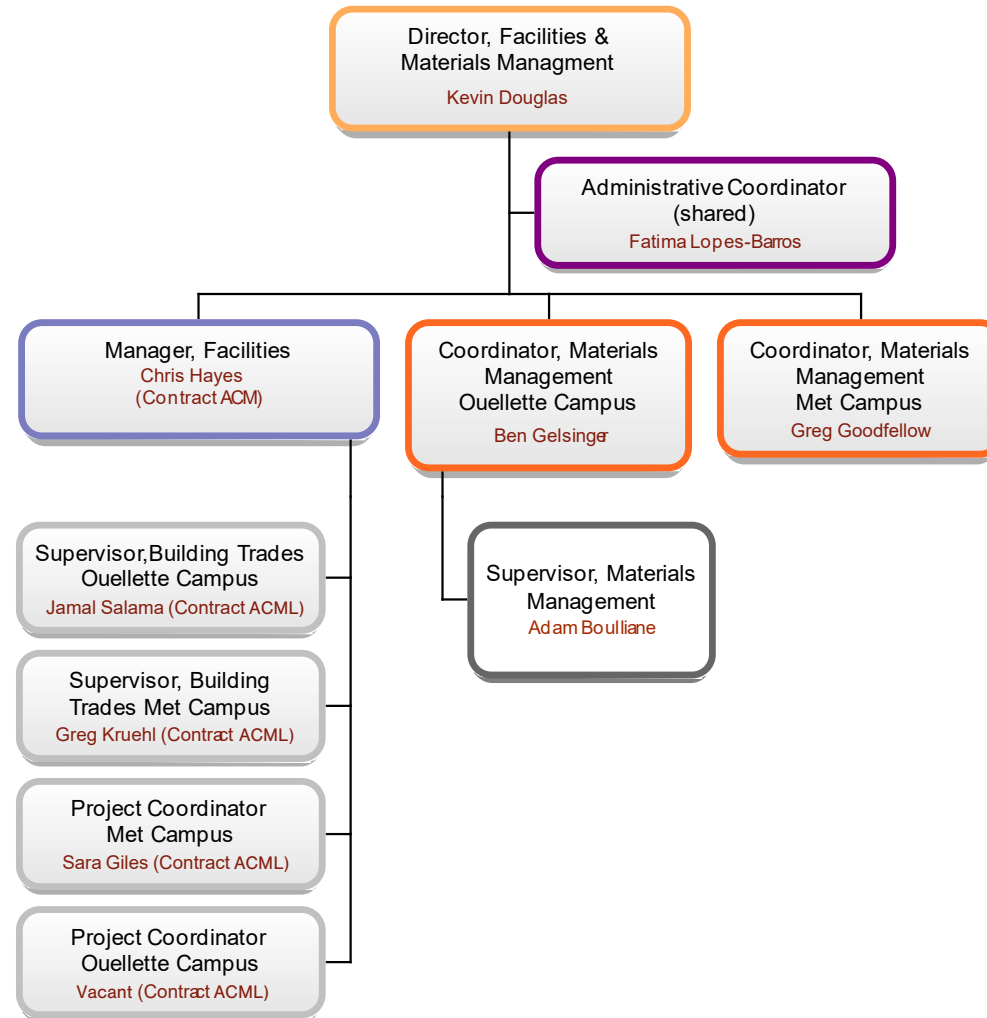 Director, Facilities &
Materials Managment
Kevin Douglas
Administrative Coordinator
(shared)
Fatima Lopes-Barros
Manager, Facilities
Chris Hayes
(Contract ACM)
Coordinator, Materials
Management
Ouellette Campus
Ben Gelsinger
Coordinator, Materials
Management
Met Campus
Greg Goodfellow
Supervisor,Building Trades
Ouellette Campus
Jamal Salama (Contract ACML)
Supervisor, Materials
Management
Adam Boulliane
Supervisor, Building
Trades Met Campus
Greg Kruehl (Contract ACML)
Project Coordinator
Met Campus
Sara Giles (Contract ACML)
Project Coordinator
Ouellette Campus
Vacant (Contract ACML)